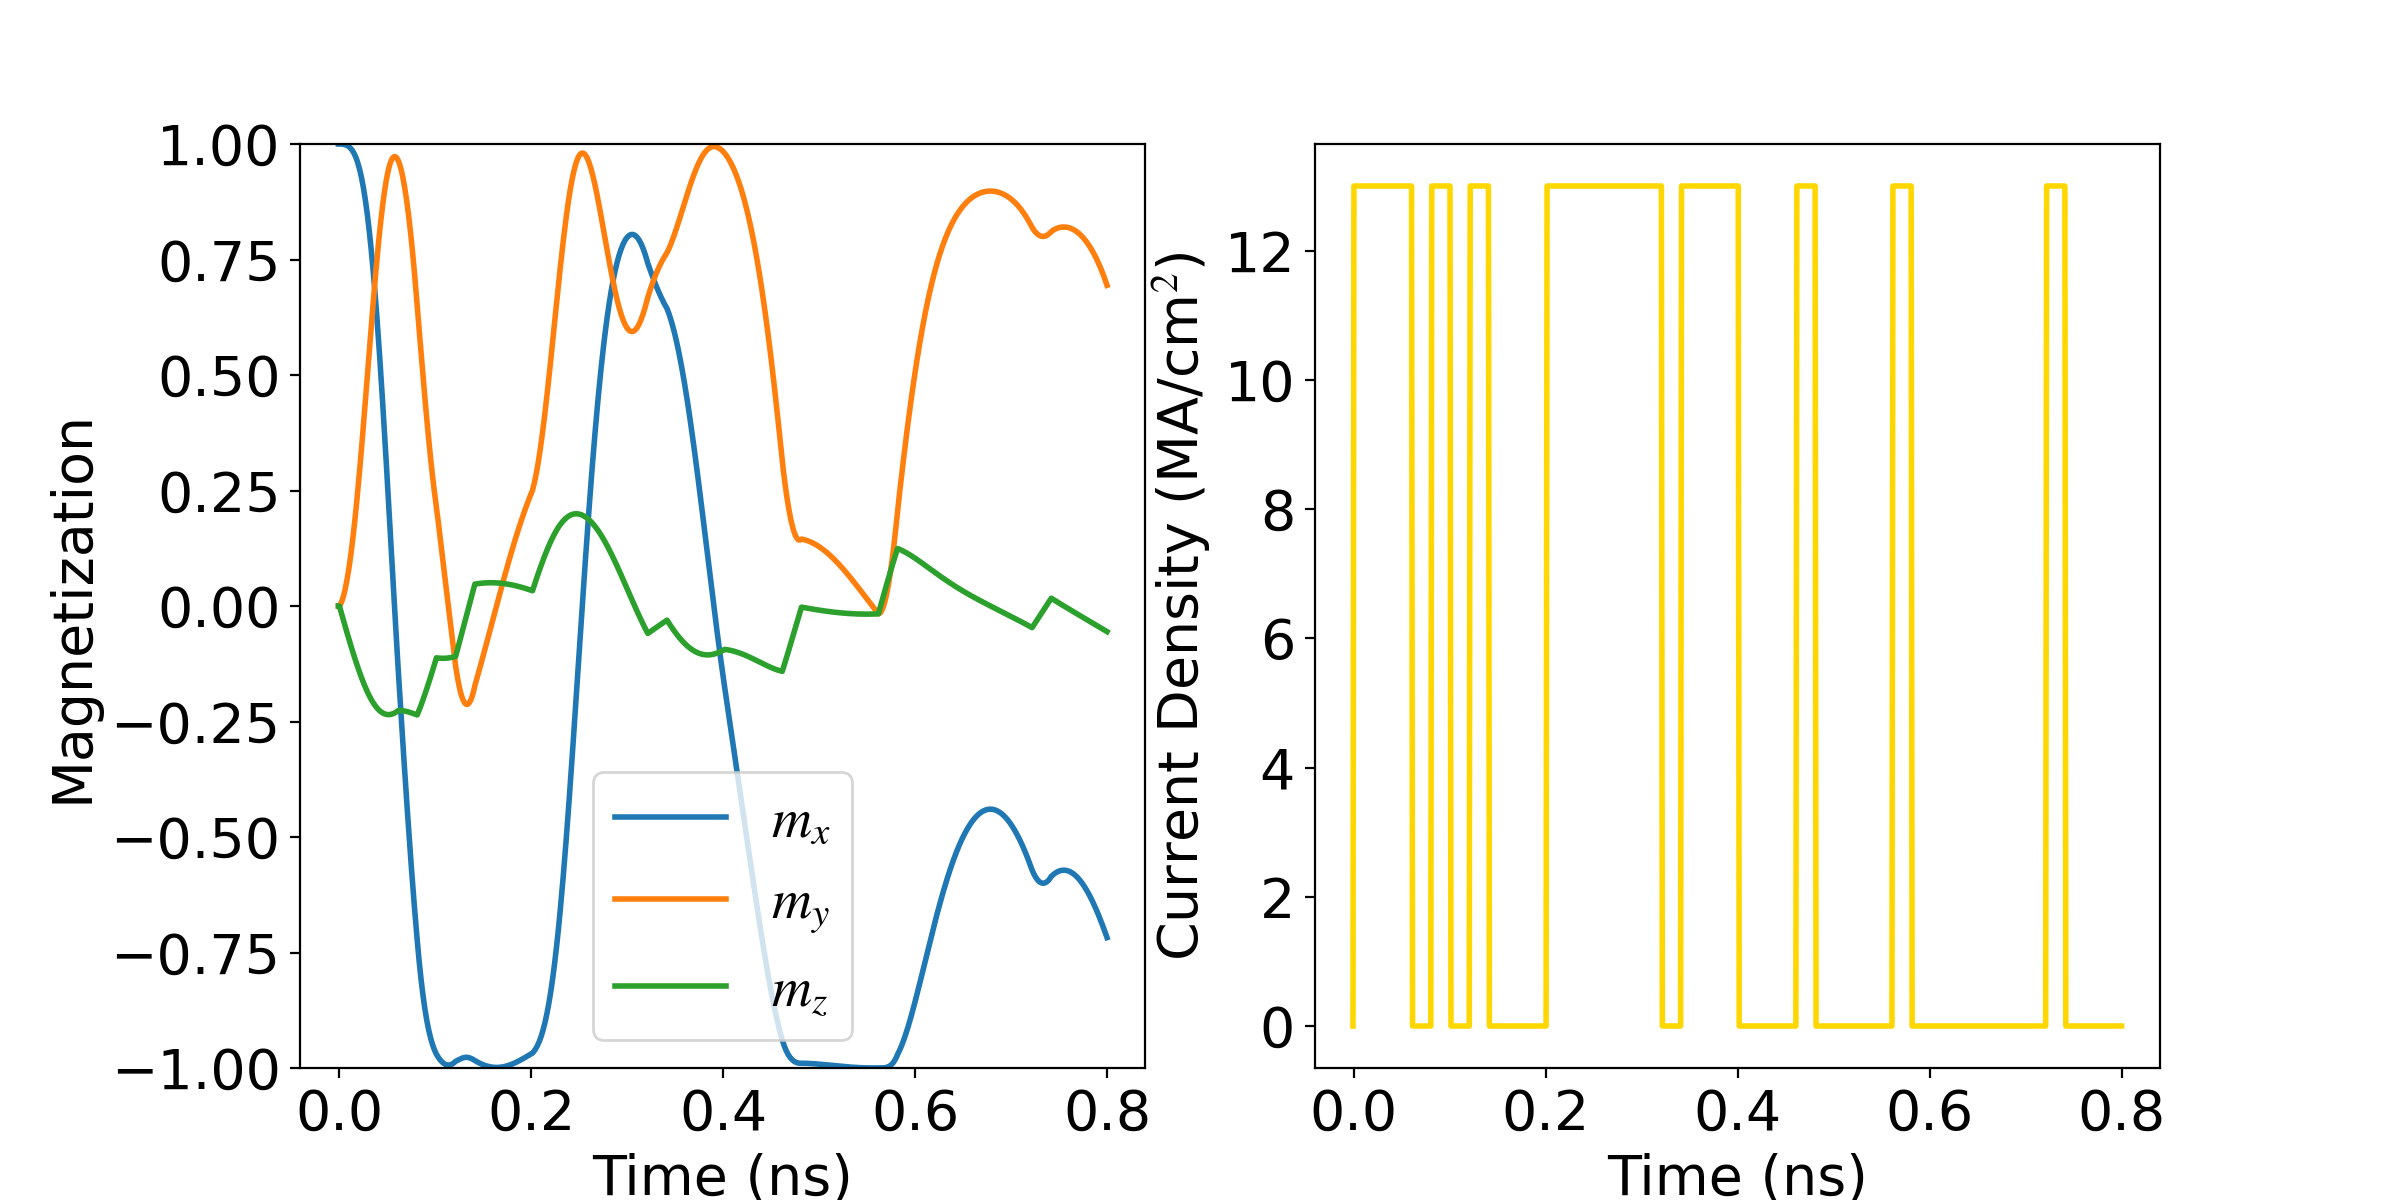 Magnetization
1.00
0.75
0.50
0.25
0.00
−0.25
−0.50
−0.75
−1.00
0.0 0.2 0.4 0.6 0.8
Time (ns)
m_x
m_y
m_z
Current Density (MA/cm²)
12
10
8
6
4
2
0
0.0 0.2 0.4 0.6 0.8
Time (ns)